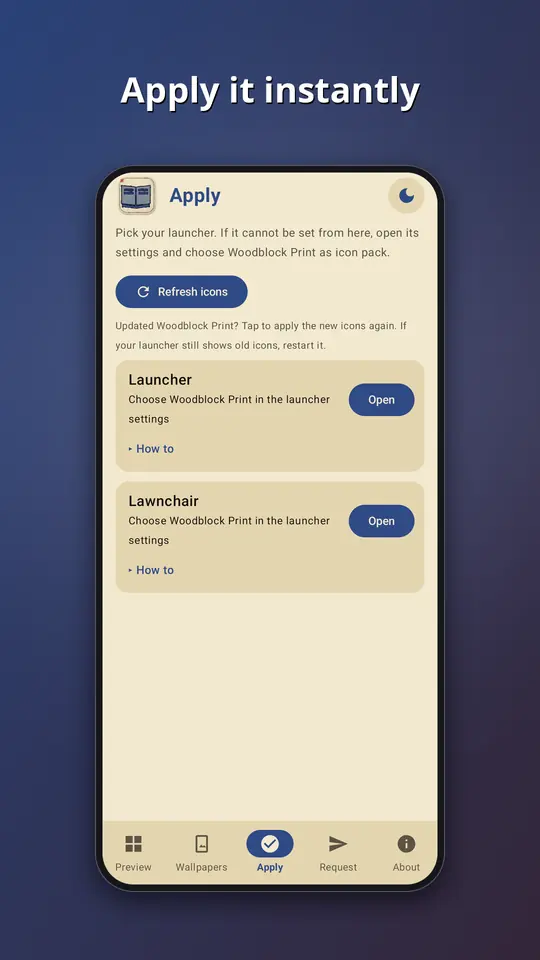 Apply it instantly
Apply
Pick your launcher. If it cannot be set from here, open its
settings and choose Woodblock Print as icon pack.
Refresh icons
Updated Woodblock Print? Tap to apply the new icons again. If
your launcher still shows old icons, restart it.
Launcher
Choose Woodblock Print in the launcher
settings
Open
‣ How to
Lawnchair
Choose Woodblock Print in the launcher
settings
Open
‣ How to
Preview
Wallpapers
Apply
Request
About